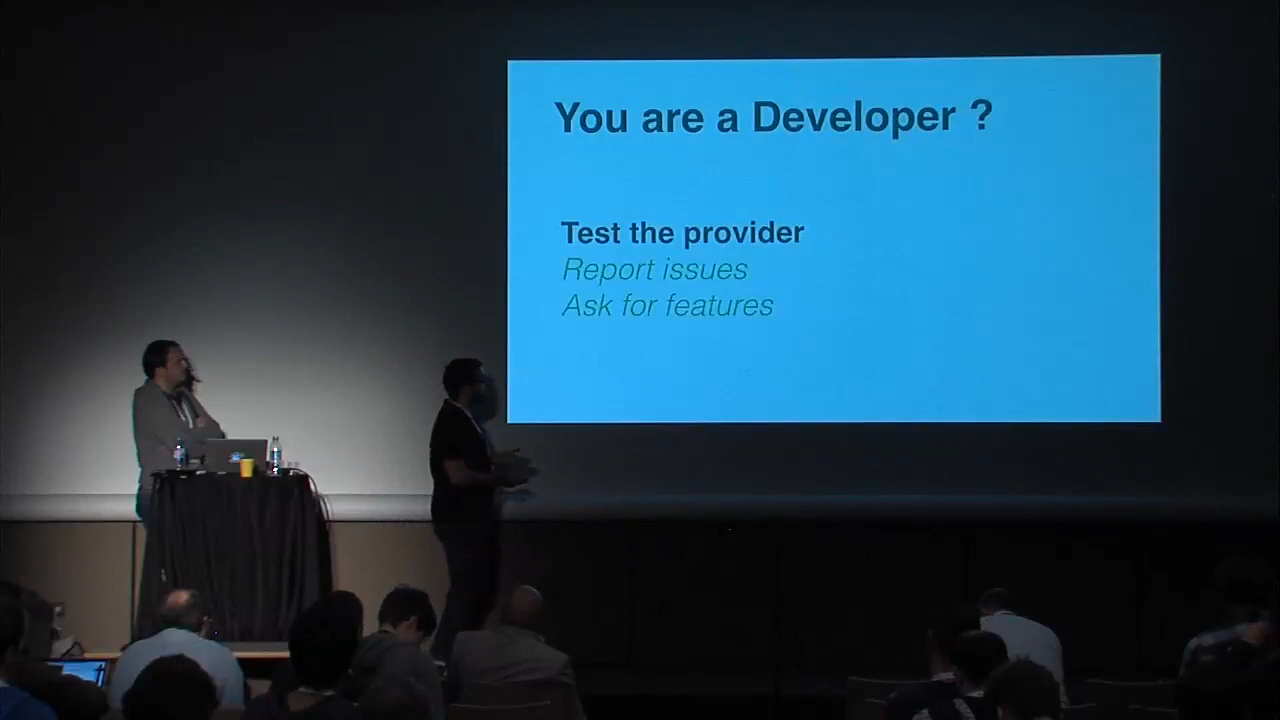 You are a Developer ?
Test the provider
Report issues
Ask for features